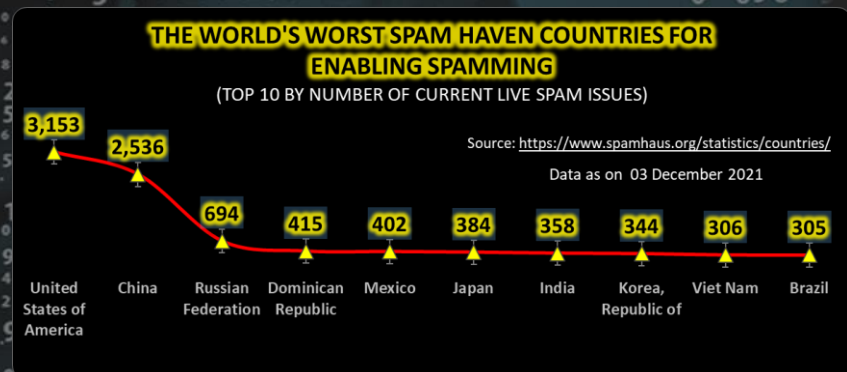 THE WORLD'S WORST SPAM HAVEN COUNTRIES FOR
ENABLING SPAMMING
(TOP 10 BY NUMBER OF CURRENT LIVE SPAM ISSUES)
Source: https://www.spamhaus.org/statistics/countries/
Data as on 03 December 2021
3,153
2,536
694
415
402
384
358
344
306
305
United
States of
America
China
Russian
Federation
Dominican
Republic
Mexico
Japan
India
Korea,
Republic of
Viet Nam
Brazil